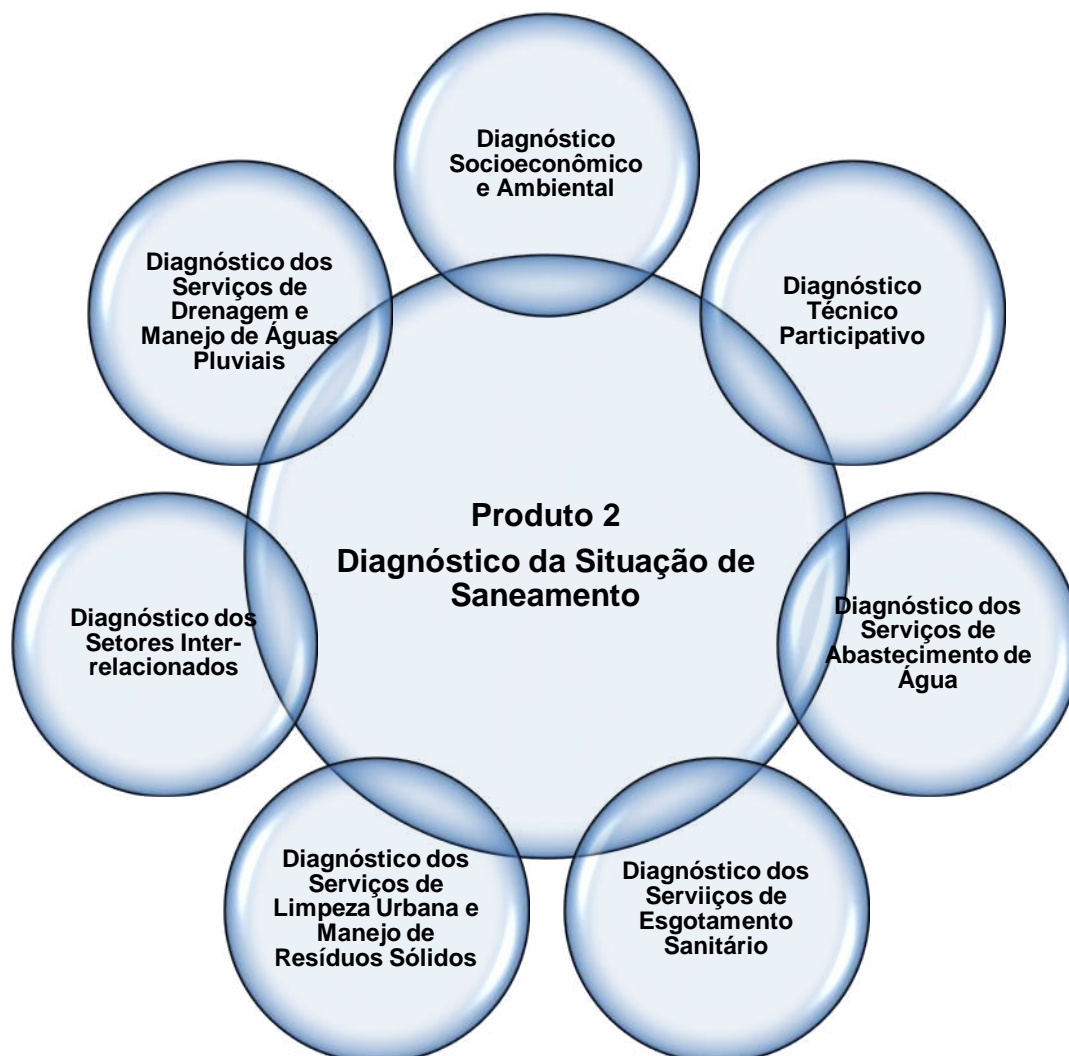 Diagnóstico
Socioeconômico
e Ambiental
Diagnóstico
Técnico
Participativo
Diagnóstico dos
Serviços de
Abastecimento de
Água
Diagnóstico dos
Serviiços de
Esgotamento
Sanitário
Diagnóstico dos
Serviços de
Limpeza Urbana e
Manejo de
Resíduos Sólidos
Diagnóstico dos
Setores Inter-
relacionados
Diagnóstico dos
Serviços de
Drenagem e
Manejo de Águas
Pluviais
Produto 2
Diagnóstico da Situação de
Saneamento